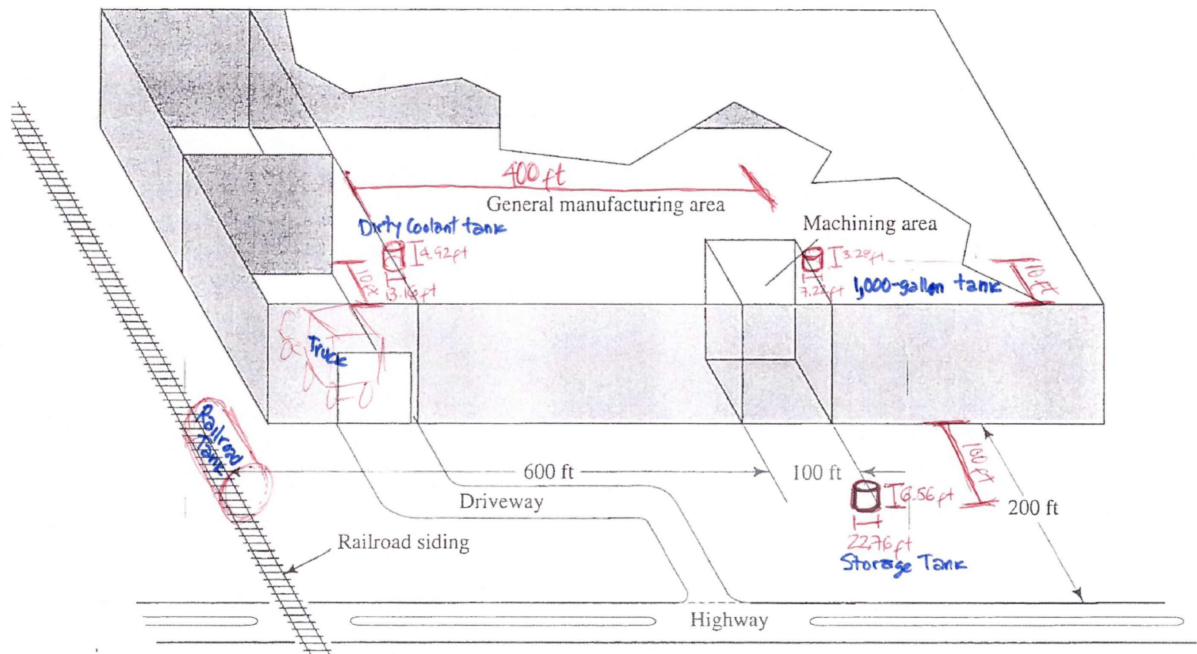 400 ft
General manufacturing area
Dirty Coolant tank
Machining area
4.92 ft
3.28 ft
10 ft
13.16 ft
7.22 ft
1,000-gallon tank
10 ft
Truck
Railroad
Tank
600 ft
100 ft
100 ft
Driveway
6.56 ft
200 ft
22.76 ft
Railroad siding
Storage Tank
Highway